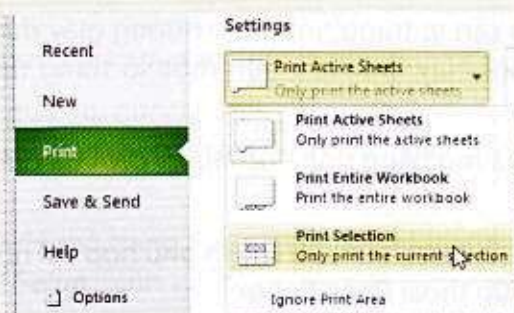 Settings
Recent
New
Print
Save & Send
Help
Options
Print Active Sheets
Only print the active sheets
Print Active Sheets
Only print the active sheets
Print Entire Workbook
Print the entire workbook
Print Selection
Only print the current selection
Ignore Print Area